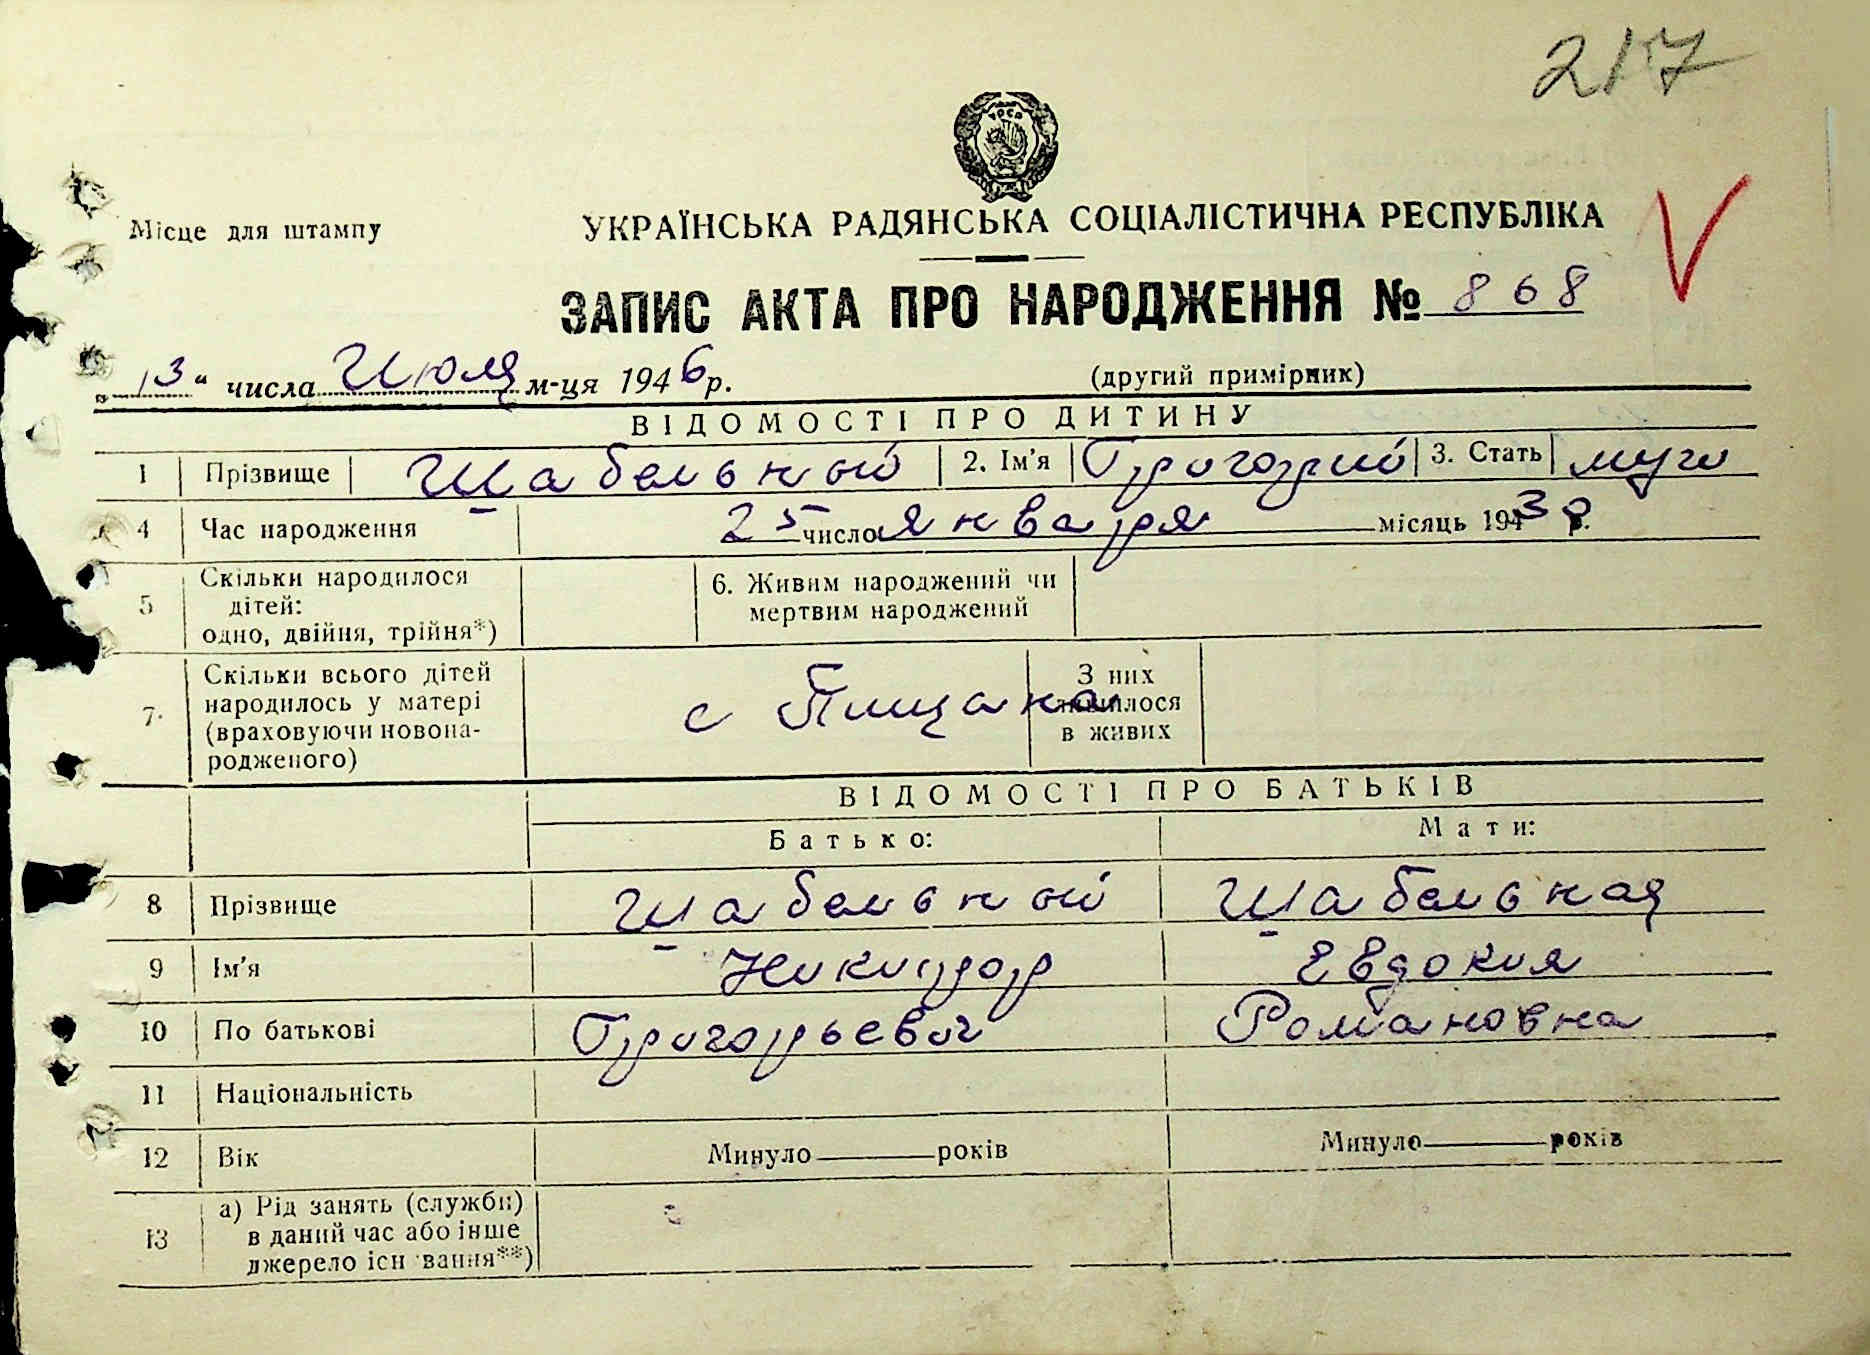 217
Місце для штампу
УКРАЇНСЬКА РАДЯНСЬКА СОЦІАЛІСТИЧНА РЕСПУБЛІКА
ЗАПИС АКТА ПРО НАРОДЖЕННЯ № 868
„13“ числа Июля м-ця 1946 р. (другий примірник)
ВІДОМОСТІ ПРО ДИТИНУ
1 Прізвище Шабельный 2. Ім'я Григорий 3. Стать муж
4 Час народження 25 число января місяць 1939 р.
5 Скільки народилося дітей: одно, двійня, трійня*) 6. Живим народжений чи мертвим народжений
7. Скільки всього дітей народилось у матері (враховуючи новонародженого) с Пищана З них лишилося в живих
ВІДОМОСТІ ПРО БАТЬКІВ
Батько: Мати:
8 Прізвище Шабельный Шабельная
9 Ім'я Никифор Евдокия
10 По батькові Григорьевич Романовна
11 Національність
12 Вік Минуло років Минуло років
13 а) Рід занять (служби) в даний час або інше джерело існування**)